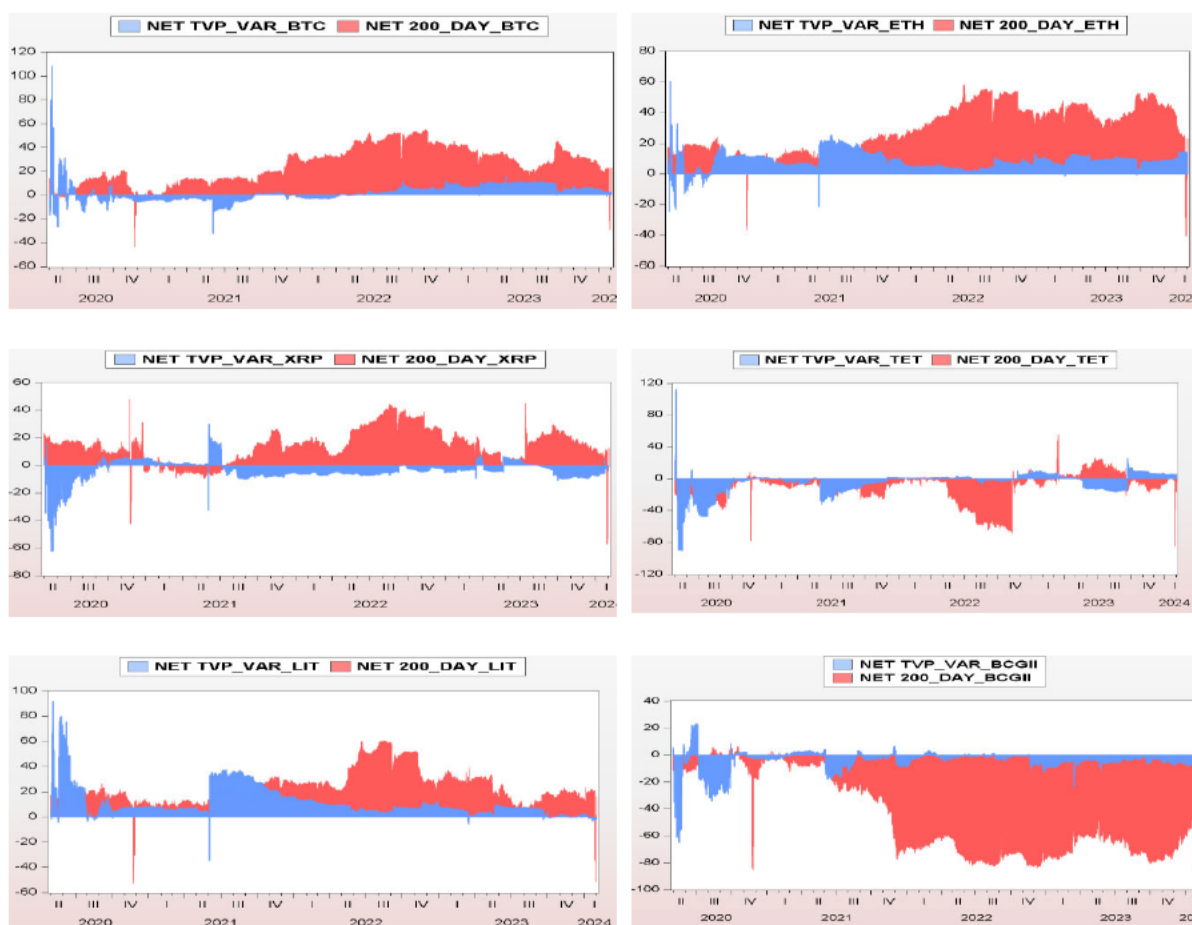 NET TVP_VAR_BTC NET 200_DAY_BTC
120
100
80
60
40
20
0
-20
-40
-60
II III IV I II III IV I II III IV I II III IV I
2020 2021 2022 2023 202
NET TVP_VAR_ETH NET 200_DAY_ETH
80
60
40
20
0
-20
-40
-60
II III IV I II III IV I II III IV I II III IV I
2020 2021 2022 2023 202
NET TVP_VAR_XRP NET 200_DAY_XRP
60
40
20
0
-20
-40
-60
-80
II III IV I II III IV I II III IV I II III IV I
2020 2021 2022 2023 2024
NET TVP_VAR_TET NET 200_DAY_TET
120
80
40
0
-40
-80
-120
II III IV I II III IV I II III IV I II III IV I
2020 2021 2022 2023 2024
NET TVP_VAR_LIT NET 200_DAY_LIT
100
80
60
40
20
0
-20
-40
-60
II III IV I II III IV I II III IV I II III IV I
2020 2021 2022 2023 2024
NET TVP_VAR_BCGII
NET 200_DAY_BCGII
40
20
0
-20
-40
-60
-80
-100
II III IV I II III IV I II III IV I II III IV I
2020 2021 2022 2023 20